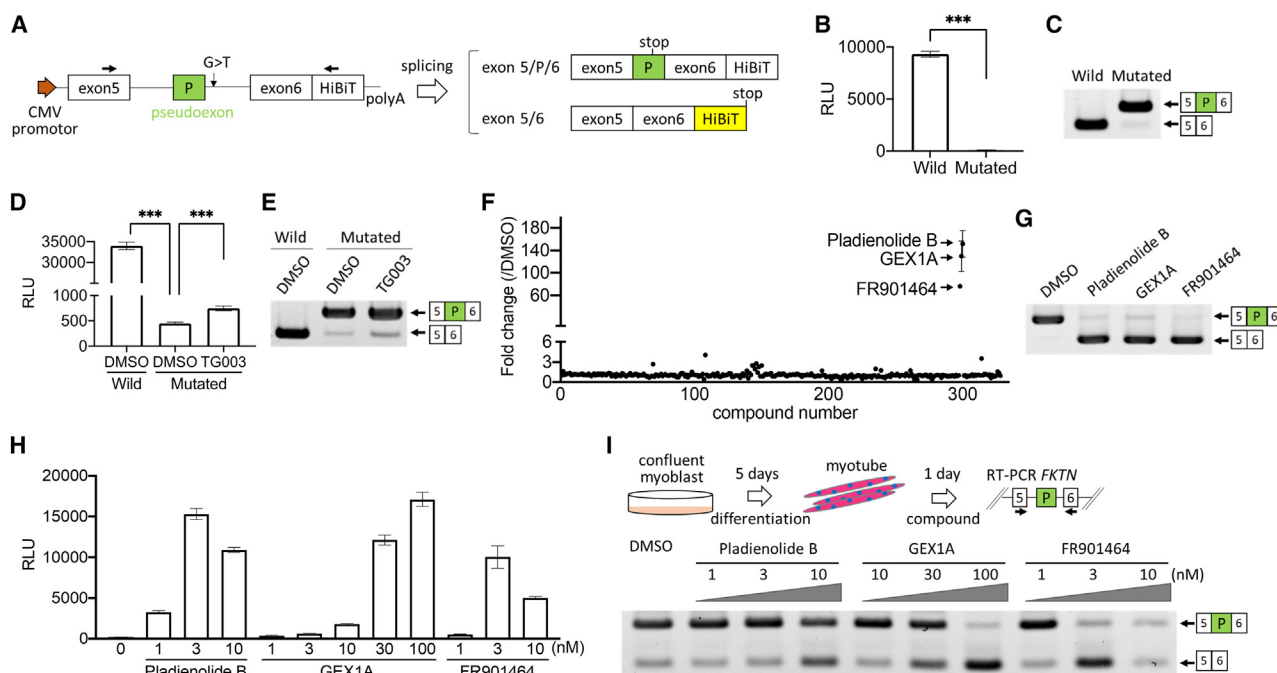 A
G>T
exon5
P
exon6
HiBiT
polyA
CMV
promotor
pseudoexon
splicing
stop
exon 5/P/6
exon5
P
exon6
HiBiT
stop
exon 5/6
exon5
exon6
HiBiT
B
***
10000
5000
0
RLU
Wild
Mutated
C
Wild
Mutated
5 P 6
5 6
D
***
***
35000
30000
1000
500
0
RLU
DMSO
DMSO
TG003
Wild
Mutated
E
Wild
Mutated
DMSO
DMSO
TG003
5 P 6
5 6
F
Fold change (/DMSO)
180
140
100
60
6
3
0
0
100
200
300
compound number
Pladienolide B
GEX1A
FR901464
G
DMSO
Pladienolide B
GEX1A
FR901464
5 P 6
5 6
H
20000
15000
10000
5000
0
RLU
0 1 3 10 1 3 10 30 100 1 3 10 (nM)
Pladienolide B
GEX1A
FR901464
I
confluent
myoblast
5 days
differentiation
myotube
1 day
compound
RT-PCR FKTN
5 P 6
DMSO
Pladienolide B
GEX1A
FR901464
1 3 10 10 30 100 1 3 10 (nM)
5 P 6
5 6